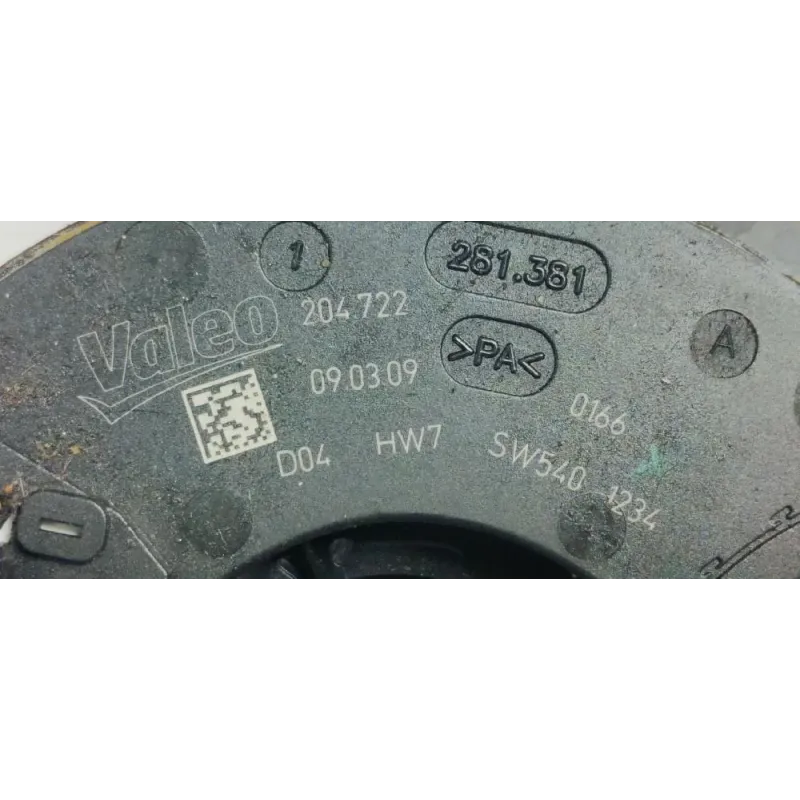 1
281.381
Valeo 204.722
>PA<
A
09 03 09
0166
D04 HW7 SW540 1234